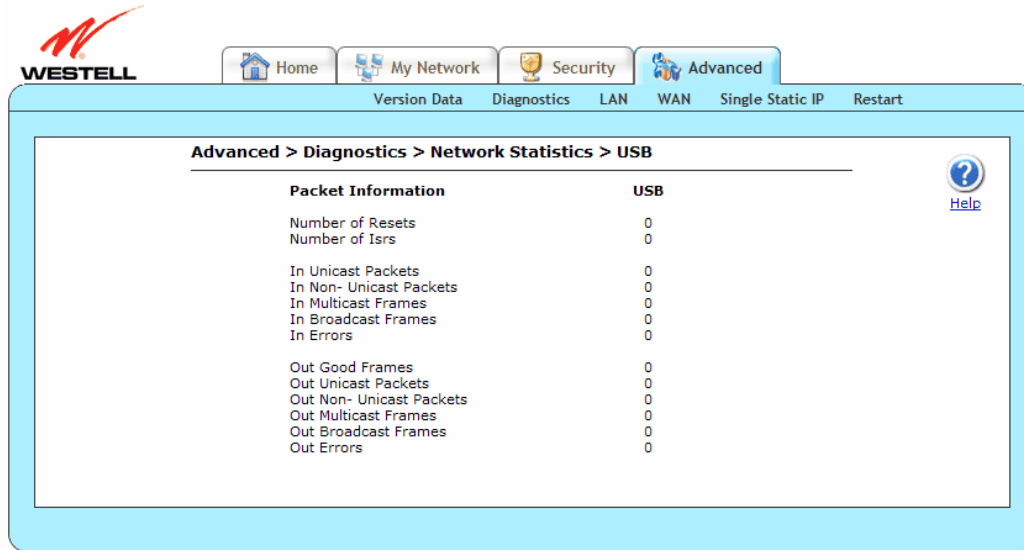 WESTELL
Home My Network Security Advanced
Version Data Diagnostics LAN WAN Single Static IP Restart
Advanced > Diagnostics > Network Statistics > USB
Help
Packet Information USB
Number of Resets 0
Number of Isrs 0
In Unicast Packets 0
In Non- Unicast Packets 0
In Multicast Frames 0
In Broadcast Frames 0
In Errors 0
Out Good Frames 0
Out Unicast Packets 0
Out Non- Unicast Packets 0
Out Multicast Frames 0
Out Broadcast Frames 0
Out Errors 0